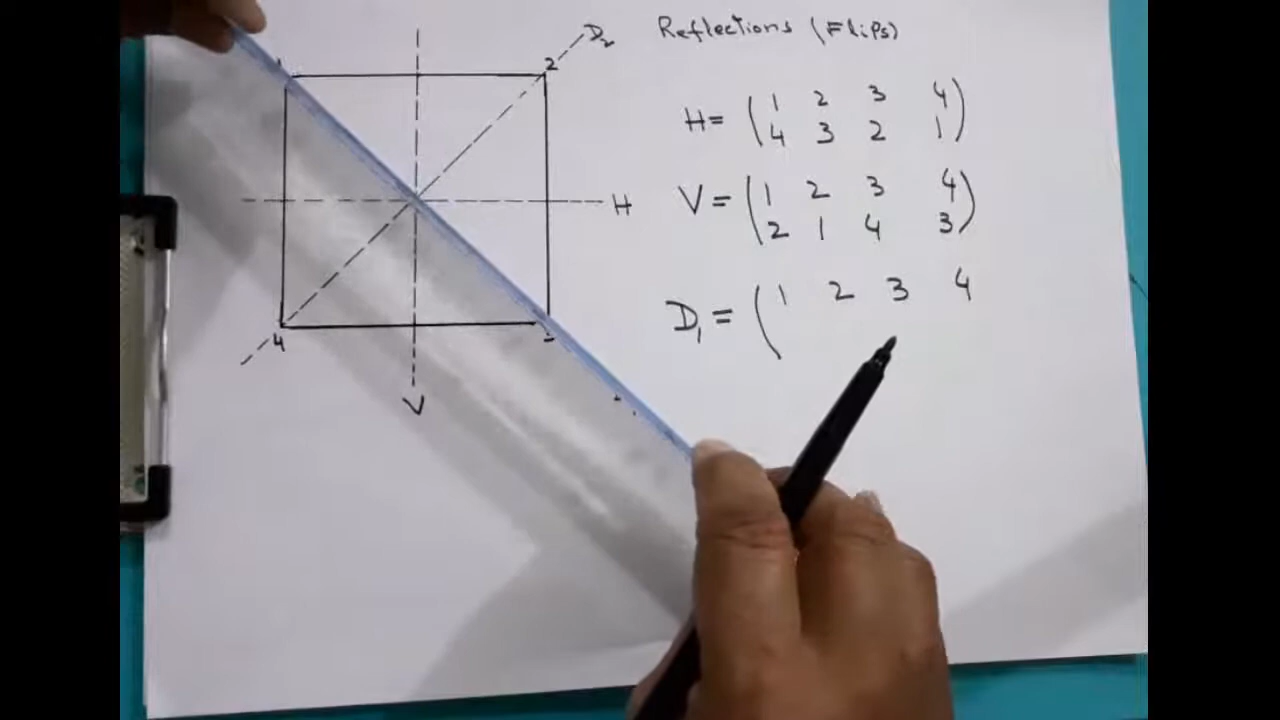 Reflections (Flips)
1
2
D2
H = (1 2 3 4
4 3 2 1)
H
V = (1 2 3 4
2 1 4 3)
D1 = (1 2 3 4
4
V